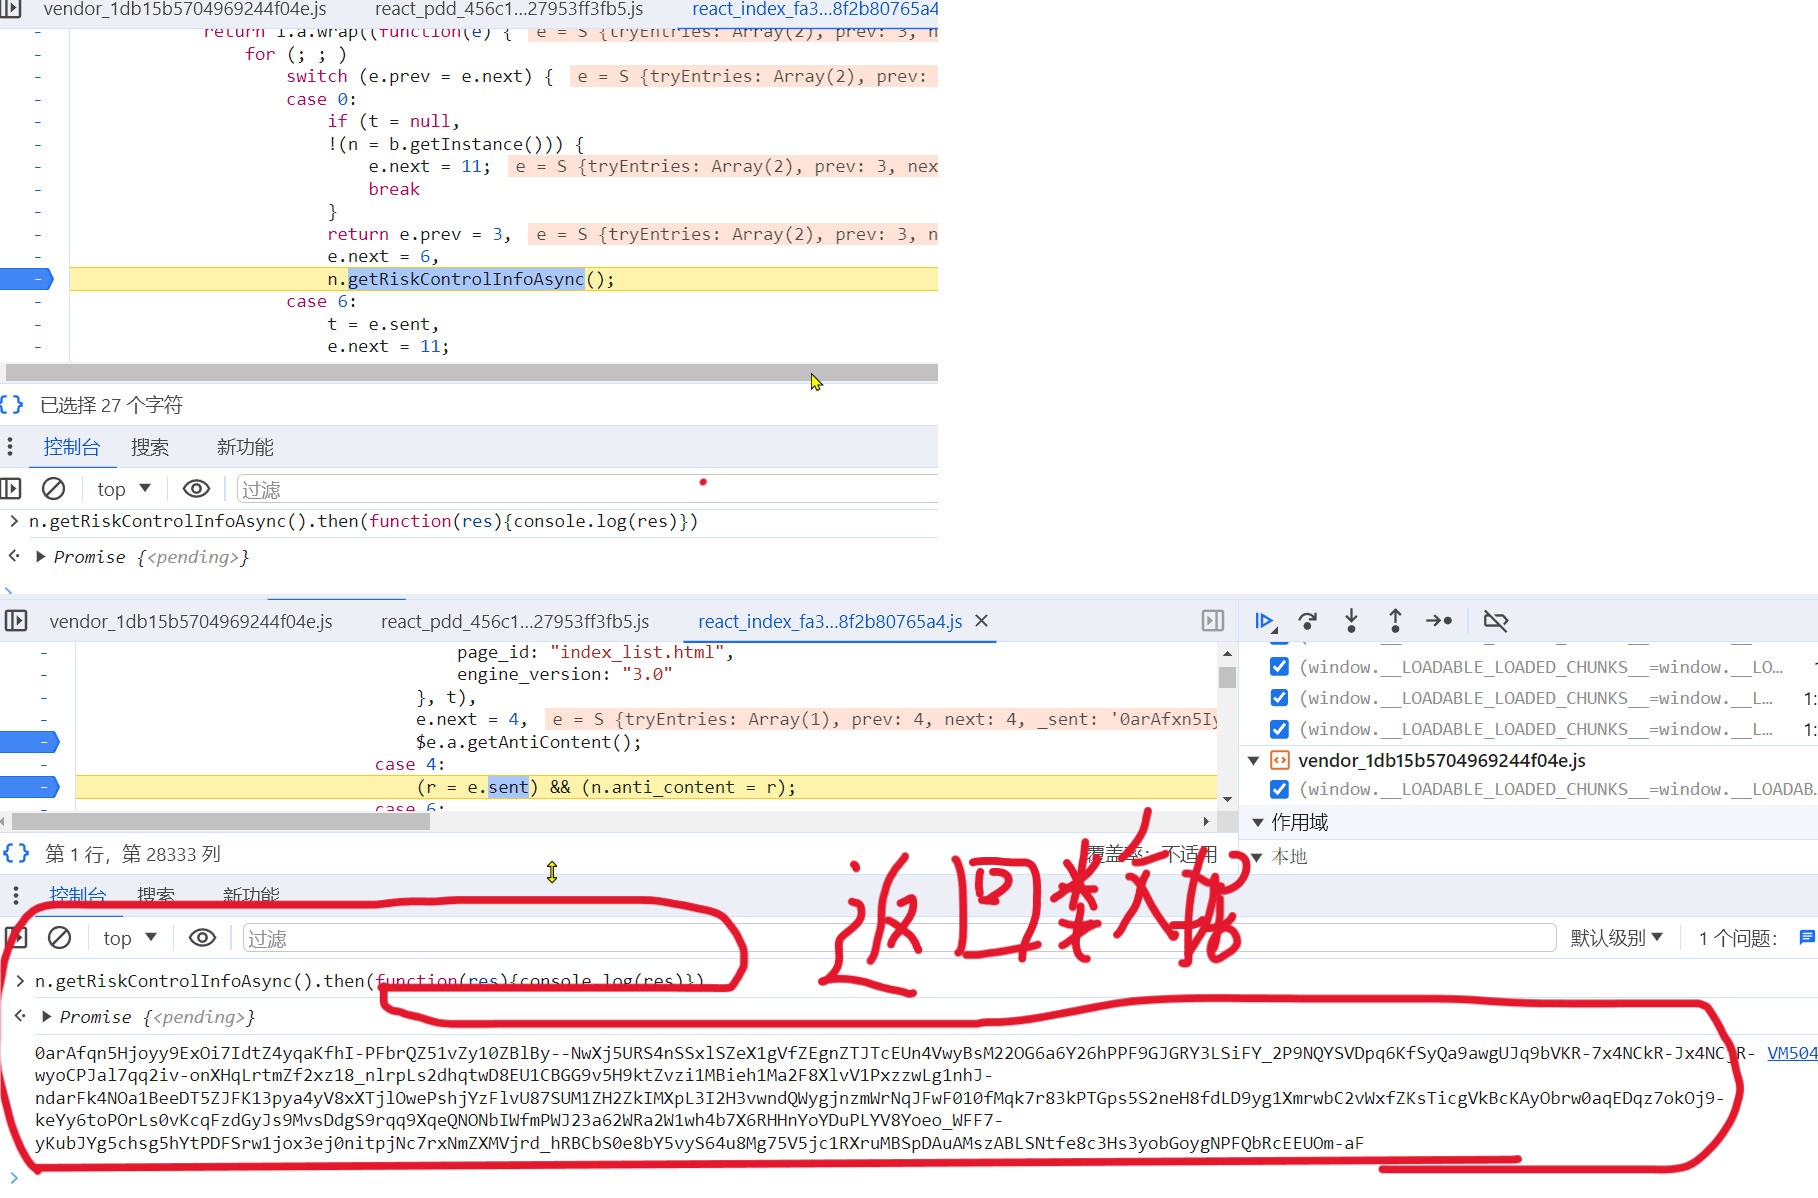 vendor_1db15b5704969244f04e.js react_pdd_456c1...27953ff3fb5.js react_index_fa3...8f2b80765a4
return i.a.wrap((function(e) { e = S {tryEntries: Array(2), prev: 3, n
for (; ; )
switch (e.prev = e.next) { e = S {tryEntries: Array(2), prev:
case 0:
if (t = null,
!(n = b.getInstance())) {
e.next = 11; e = S {tryEntries: Array(2), prev: 3, nex
break
}
return e.prev = 3, e = S {tryEntries: Array(2), prev: 3, n
e.next = 6,
n.getRiskControlInfoAsync();
case 6:
t = e.sent,
e.next = 11;
{} 已选择 27 个字符
控制台 搜索 新功能
top ▼ 过滤
> n.getRiskControlInfoAsync().then(function(res){console.log(res)})
Promise {<pending>}
vendor_1db15b5704969244f04e.js react_pdd_456c1...27953ff3fb5.js react_index_fa3...8f2b80765a4.js ×
page_id: "index_list.html",
engine_version: "3.0"
}, t),
e.next = 4, e = S {tryEntries: Array(1), prev: 4, next: 4, _sent: '0arAfxn5Iy
$e.a.getAntiContent();
case 4:
(r = e.sent) && (n.anti_content = r);
case 6:
(window.__LOADABLE_LOADED_CHUNKS__=window.__LO...
(window.__LOADABLE_LOADED_CHUNKS__=window.__L... 1:
(window.__LOADABLE_LOADED_CHUNKS__=window.__L... 1:
vendor_1db15b5704969244f04e.js
(window.__LOADABLE_LOADED_CHUNKS__=window.__LOADAB...
作用域
本地
{} 第 1 行，第 28333 列 覆盖率：不适用
返回类数据
控制台 搜索 新功能
top ▼ 过滤 默认级别 ▼ 1 个问题：
> n.getRiskControlInfoAsync().then(function(res){console.log(res)})
Promise {<pending>}
0arAfqn5Hjoyy9ExOi7IdtZ4yqaKfhI-PFbrQZ51vZy10ZBlBy--NwXj5URS4nSSxlSZeX1gVfZEgnZTJTcEUn4VwyBsM22OG6a6Y26hPPF9GJGRY3LSiFY_2P9NQYSVDpq6KfSyQa9awgUJq9bVKR-7x4NCkR-Jx4NCjR- VM504
wyoCPJal7qq2iv-onXHqLrtmZf2xz18_nlrpLs2dhqtwD8EU1CBGG9v5H9ktZvzi1MBieh1Ma2F8XlvV1PxzzwLg1nhJ-
ndarFk4NOa1BeeDT5ZJFK13pya4yV8xXTjlOwePshjYzFlvU87SUM1ZH2ZkIMXpL3I2H3vwndQWygjnzmWrNqJFwF010fMqk7r83kPTGps5S2neH8fdLD9yg1XmrwbC2vWxfZKsTicgVkBcKAyObrw0aqEDqz7okOj9-
keYy6toPOrLs0vKcqFzdGyJs9MvsDdgS9rqq9XqeQNONbIWfmPWJ23a62WRa2W1wh4b7X6RHHnYoYDuPLYV8Yoeo_WFF7-
yKubJYg5chsg5hYtPDFSrw1jox3ej0nitpjNc7rxNmZXMVjrd_hRBCbS0e8bY5vyS64u8Mg75V5jc1RXruMBSpDAuAMszABLSNtfe8c3Hs3yobGoygNPFQbRcEEUOm-aF